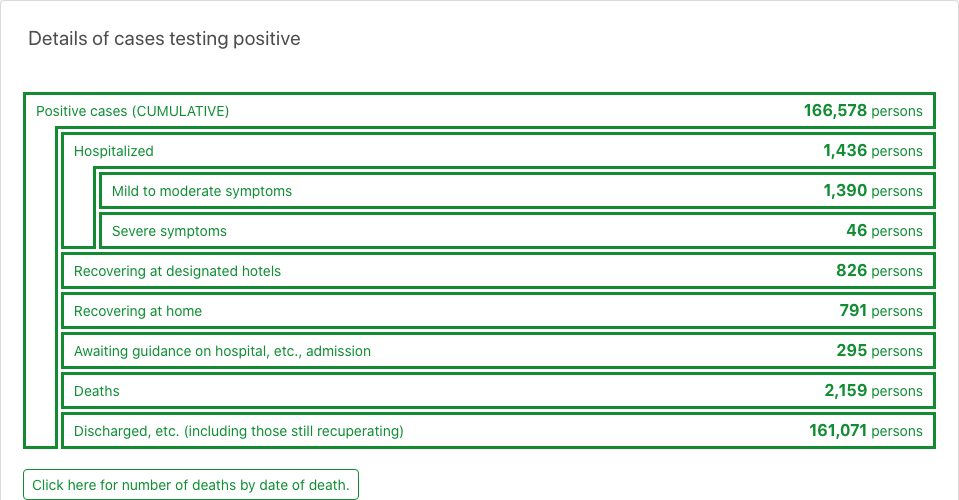 Details of cases testing positive
Positive cases (CUMULATIVE) 166,578 persons
Hospitalized 1,436 persons
Mild to moderate symptoms 1,390 persons
Severe symptoms 46 persons
Recovering at designated hotels 826 persons
Recovering at home 791 persons
Awaiting guidance on hospital, etc., admission 295 persons
Deaths 2,159 persons
Discharged, etc. (including those still recuperating) 161,071 persons
Click here for number of deaths by date of death.